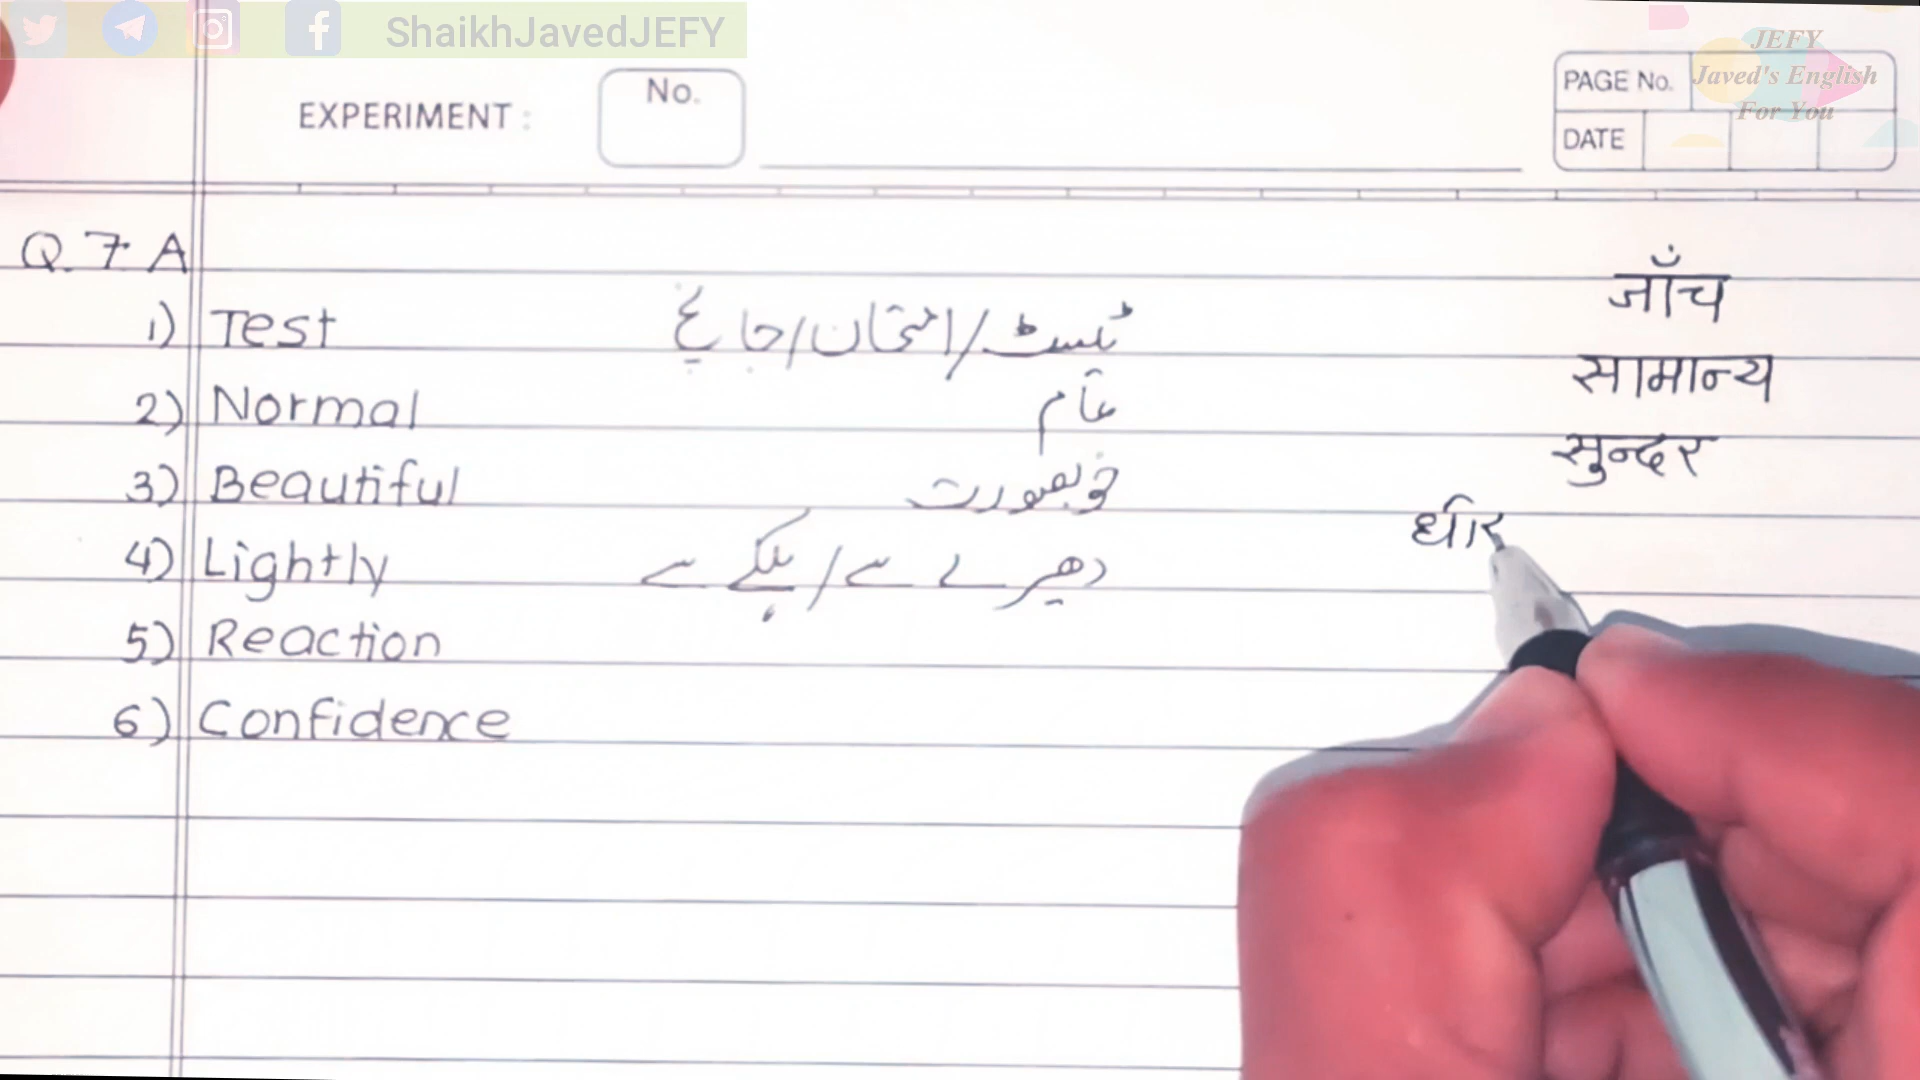 ShaikhJavedJEFY
JEFY
Javed's English
For You
EXPERIMENT :
No.
PAGE No.
DATE
Q. 7 A
1) Test ٹسٹ/امتحان/جانچ जाँच
2) Normal عام सामान्य
3) Beautiful خوبصورت सुन्दर
4) Lightly دھیرے سے/ہلکے سے धीर
5) Reaction
6) Confidence